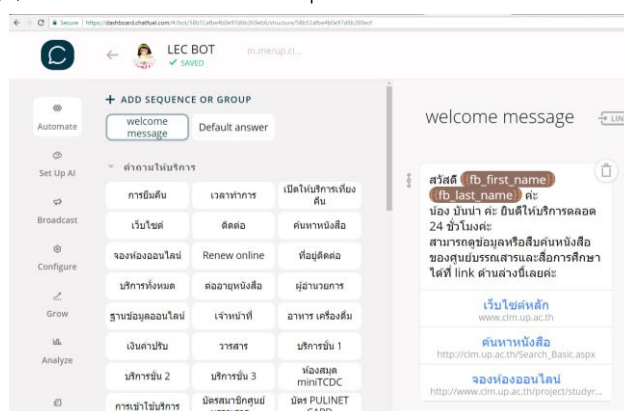 Secure | https://dashboard.chatfuel.com/#/bot/
LEC BOT
SAVED
m.me/up.cl...
Automate
Set Up AI
Broadcast
Configure
Grow
Analyze
+ ADD SEQUENCE OR GROUP
welcome message
Default answer
คำถามให้บริการ
การยืมคืน
เวลาทำการ
เปิดให้บริการเที่ยง
คืน
เว็บไซต์
ติดต่อ
ค้นหาหนังสือ
จองห้องออนไลน์
Renew online
ที่อยู่ติดต่อ
บริการทั้งหมด
ต่ออายุหนังสือ
ผู้อำนวยการ
ฐานข้อมูลออนไลน์
เจ้าหน้าที่
อาหาร เครื่องดื่ม
เงินค่าปรับ
วารสาร
บริการชั้น 1
บริการชั้น 2
บริการชั้น 3
ห้องสมุด
miniTCDC
การเข้าใช้บริการ
บัตรสมาชิกศูนย์
บัตร PULINET
welcome message
LIN
สวัสดี {{fb_first_name}}
{{fb_last_name}} ค่ะ
น้อง บันน่า ค่ะ ยินดีให้บริการตลอด
24 ชั่วโมงค่ะ
สามารถดูข้อมูลหรือสืบค้นหนังสือ
ของศูนย์บรรณสารและสื่อการศึกษา
ได้ที่ link ด้านล่างนี้เลยค่ะ
เว็บไซต์หลัก
www.clm.up.ac.th
ค้นหาหนังสือ
http://clm.up.ac.th/Search_Basic.aspx
จองห้องออนไลน์
http://www.clm.up.ac.th/project/studyr...